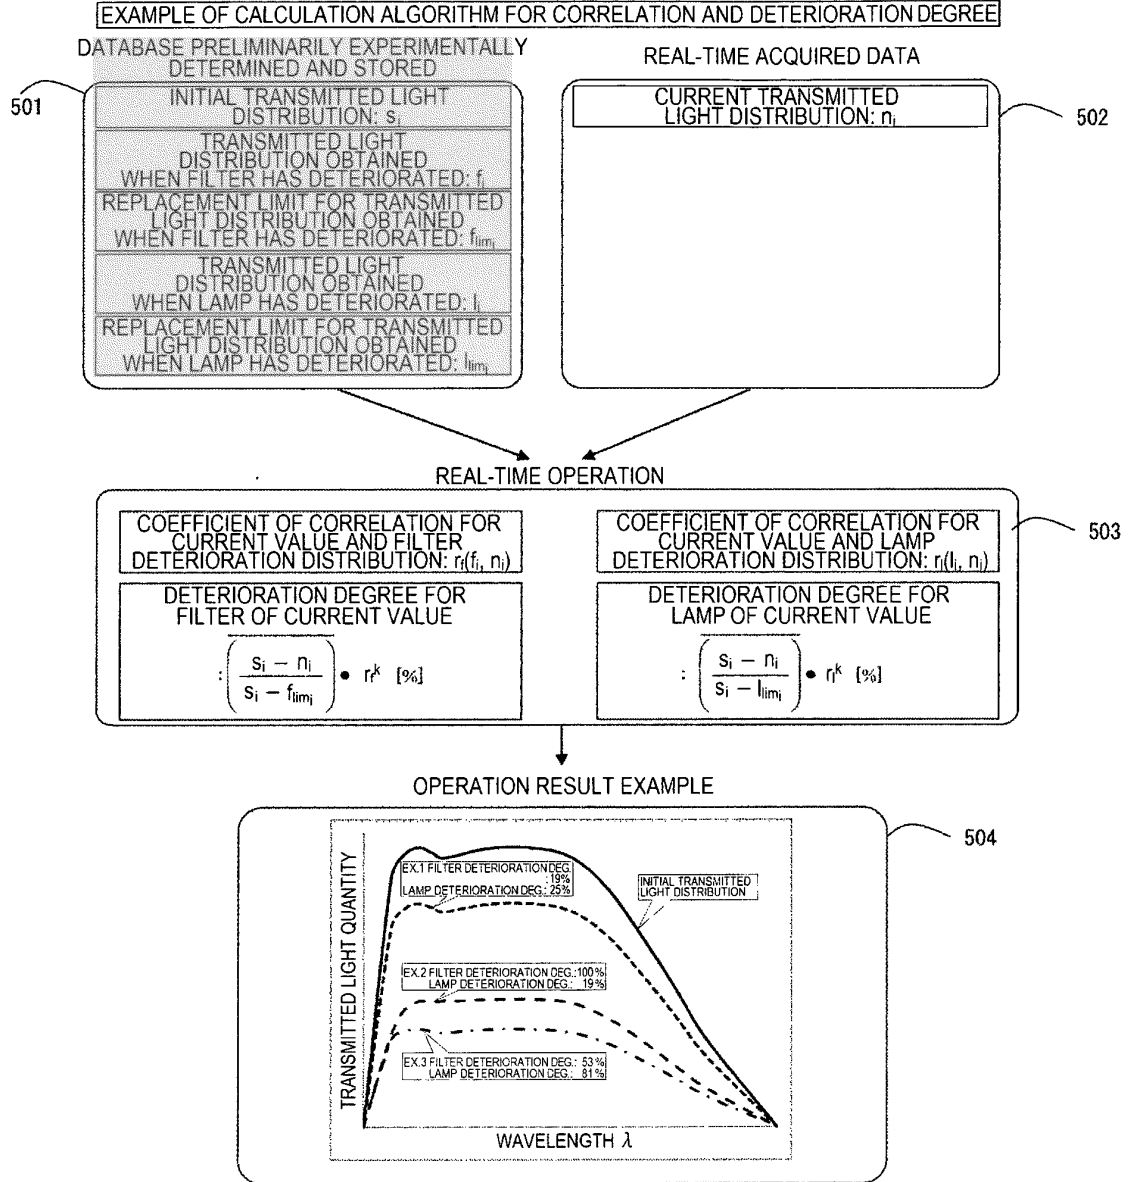 EXAMPLE OF CALCULATION ALGORITHM FOR CORRELATION AND DETERIORATION DEGREE
DATABASE PRELIMINARILY EXPERIMENTALLY
DETERMINED AND STORED
501
INITIAL TRANSMITTED LIGHT
DISTRIBUTION: si
TRANSMITTED LIGHT
DISTRIBUTION OBTAINED
WHEN FILTER HAS DETERIORATED: fi
REPLACEMENT LIMIT FOR TRANSMITTED
LIGHT DISTRIBUTION OBTAINED
WHEN FILTER HAS DETERIORATED: flimi
TRANSMITTED LIGHT
DISTRIBUTION OBTAINED
WHEN LAMP HAS DETERIORATED: li
REPLACEMENT LIMIT FOR TRANSMITTED
LIGHT DISTRIBUTION OBTAINED
WHEN LAMP HAS DETERIORATED: llimi
REAL-TIME ACQUIRED DATA
CURRENT TRANSMITTED
LIGHT DISTRIBUTION: ni
502
REAL-TIME OPERATION
COEFFICIENT OF CORRELATION FOR
CURRENT VALUE AND FILTER
DETERIORATION DISTRIBUTION: rf(fi, ni)
DETERIORATION DEGREE FOR
FILTER OF CURRENT VALUE
: ( si − ni / si − flimi ) • rf^k [%]
COEFFICIENT OF CORRELATION FOR
CURRENT VALUE AND LAMP
DETERIORATION DISTRIBUTION: rl(li, ni)
DETERIORATION DEGREE FOR
LAMP OF CURRENT VALUE
: ( si − ni / si − llimi ) • rl^k [%]
503
OPERATION RESULT EXAMPLE
504
TRANSMITTED LIGHT QUANTITY
EX.1 FILTER DETERIORATION DEG.
: 19%
LAMP DETERIORATION DEG.: 25%
INITIAL TRANSMITTED
LIGHT DISTRIBUTION
EX.2 FILTER DETERIORATION DEG.:100%
LAMP DETERIORATION DEG.: 19%
EX.3 FILTER DETERIORATION DEG.: 53%
LAMP DETERIORATION DEG.: 81%
WAVELENGTH λ